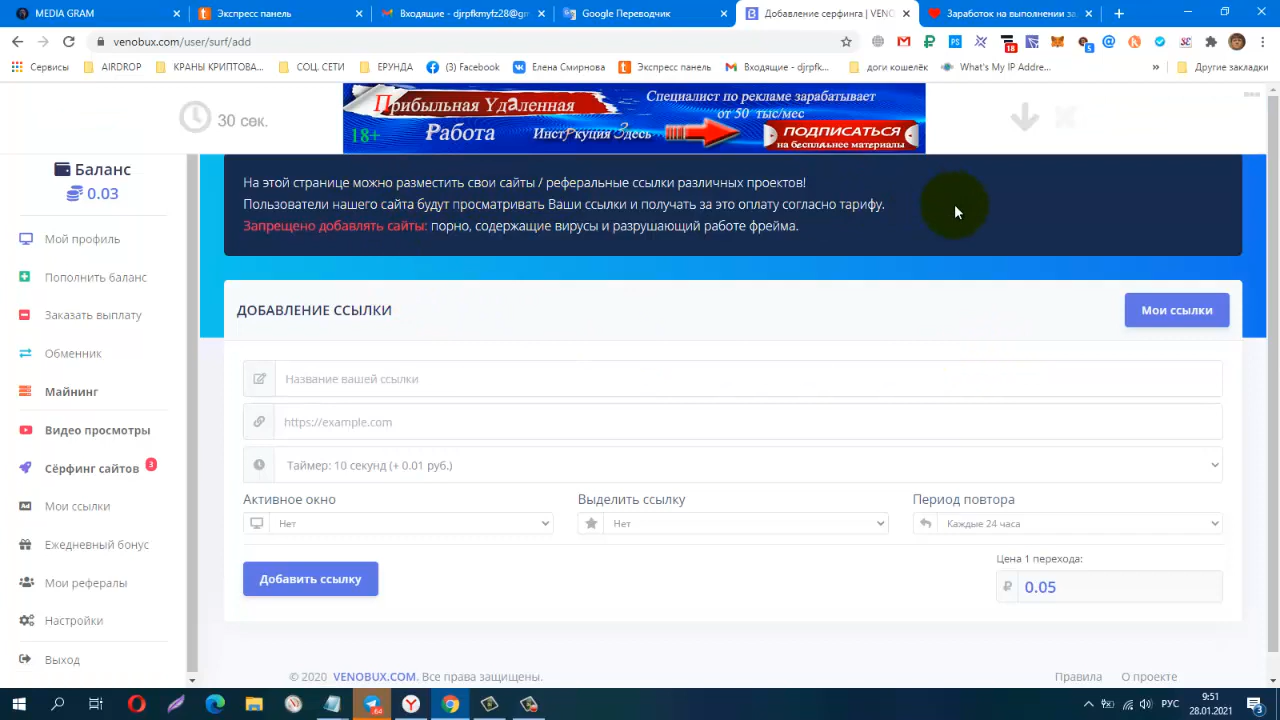 MEDIA GRAM
Экспресс панель
Входящие - djrpfkmyfz28@gm
Google Переводчик
Добавление серфинга | VENO
Заработок на выполнении за
venobux.com/user/surf/add
18
5
Сервисы
AIRDROP
КРАНЫ КРИПТОВА...
СОЦ СЕТИ
ЕРУНДА
(3) Facebook
Елена Смирнова
Экспресс панель
Входящие - djrpfk...
доги кошелёк
What's My IP Addre...
»
Другие закладки
30 сек.
Прибыльная Удаленная
Работа
18+
Инструкция Здесь
Специалист по рекламе зарабатывает
от 50 тыс/мес
ПОДПИСАТЬСЯ
на бесплатные материалы
Баланс
0.03
Мой профиль
Пополнить баланс
Заказать выплату
Обменник
Майнинг
Видео просмотры
Сёрфинг сайтов 3
Мои ссылки
Ежедневный бонус
Мои рефералы
Настройки
Выход
На этой странице можно разместить свои сайты / реферальные ссылки различных проектов!
Пользователи нашего сайта будут просматривать Ваши ссылки и получать за это оплату согласно тарифу.
Запрещено добавлять сайты: порно, содержащие вирусы и разрушающий работе фрейма.
ДОБАВЛЕНИЕ ССЫЛКИ
Мои ссылки
Название вашей ссылки
https://example.com
Таймер: 10 секунд (+ 0.01 руб.)
Активное окно
Выделить ссылку
Период повтора
Нет
Нет
Каждые 24 часа
Цена 1 перехода:
Добавить ссылку
₽ 0.05
© 2020 VENOBUX.COM. Все права защищены.
Правила
О проекте
64
РУС
9:51
28.01.2021
3